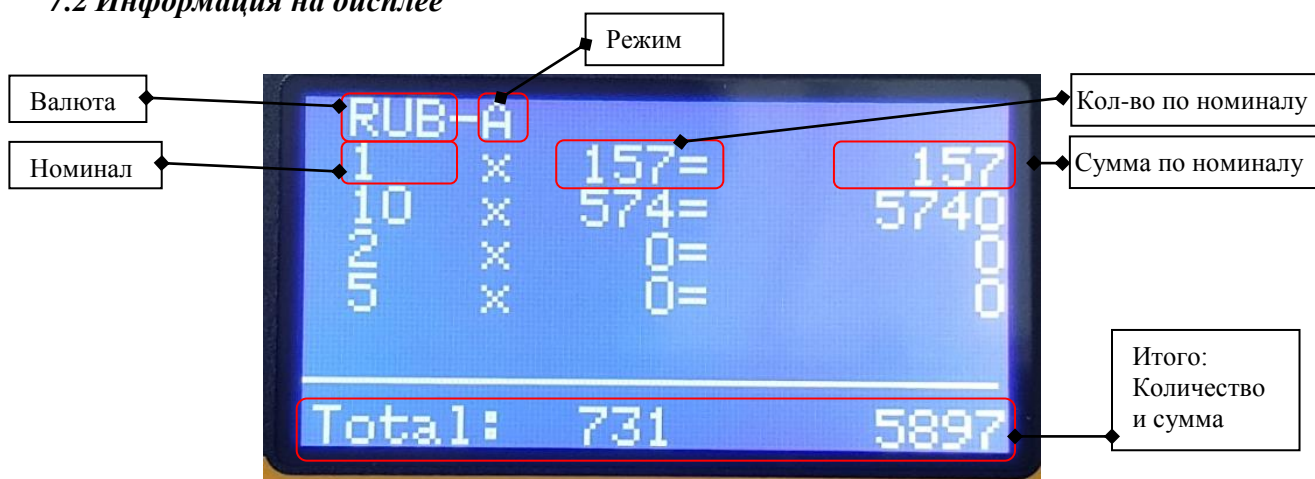 7.2 Информация на дисплее
Режим
Валюта
Кол-во по номиналу
RUB-A
Номинал
1 x 157= 157
Сумма по номиналу
10 x 574= 5740
2 x 0= 0
5 x 0= 0
Итого:
Количество
и сумма
Total: 731 5897